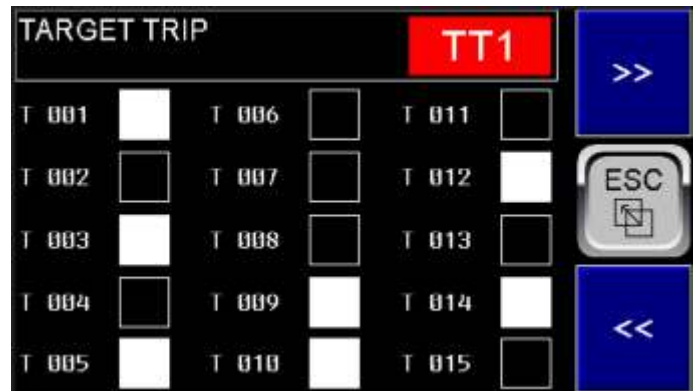 TARGET TRIP TT1 >>
T 001 T 006 T 011
T 002 T 007 T 012 ESC
T 003 T 008 T 013
T 004 T 009 T 014 <<
T 005 T 010 T 015